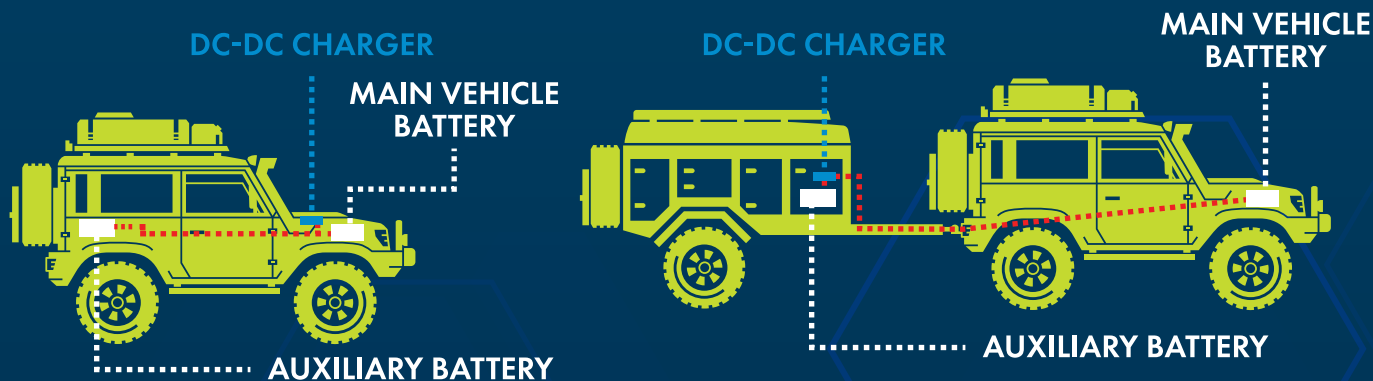 DC-DC CHARGER
MAIN VEHICLE
BATTERY
AUXILIARY BATTERY
DC-DC CHARGER
MAIN VEHICLE
BATTERY
AUXILIARY BATTERY